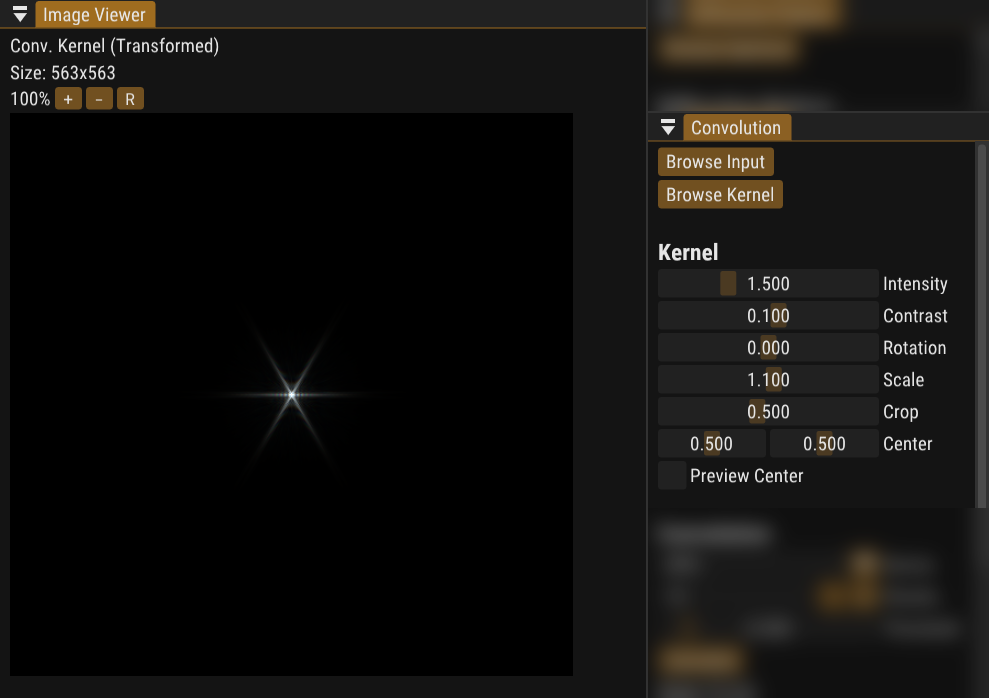 Image Viewer
Conv. Kernel (Transformed)
Size: 563x563
100% + - R
Convolution
Browse Input
Browse Kernel
Kernel
1.500 Intensity
0.100 Contrast
0.000 Rotation
1.100 Scale
0.500 Crop
0.500 0.500 Center
Preview Center